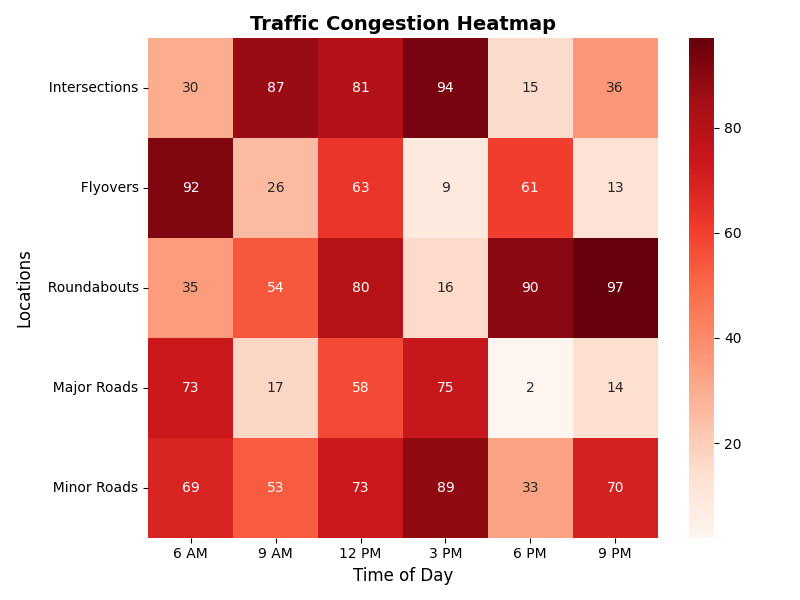 Traffic Congestion Heatmap
Locations
Intersections 30 87 81 94 15 36
Flyovers 92 26 63 9 61 13
Roundabouts 35 54 80 16 90 97
Major Roads 73 17 58 75 2 14
Minor Roads 69 53 73 89 33 70
6 AM 9 AM 12 PM 3 PM 6 PM 9 PM
Time of Day
80
60
40
20